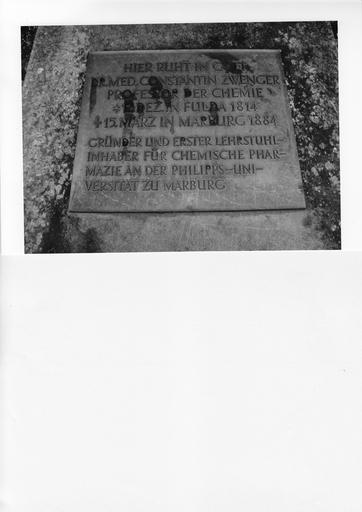 HIER RUHT IN GOTT
DR. MED. CONSTANTIN ZWENGER
PROFESSOR DER CHEMIE
DEZ. IN FULDA 1814
15. MÄRZ IN MARBURG 1884
GRÜNDER UND ERSTER LEHRSTUHL-
INHABER FÜR CHEMISCHE PHAR-
MAZIE AN DER PHILIPPS-UNI-
VERSITÄT ZU MARBURG